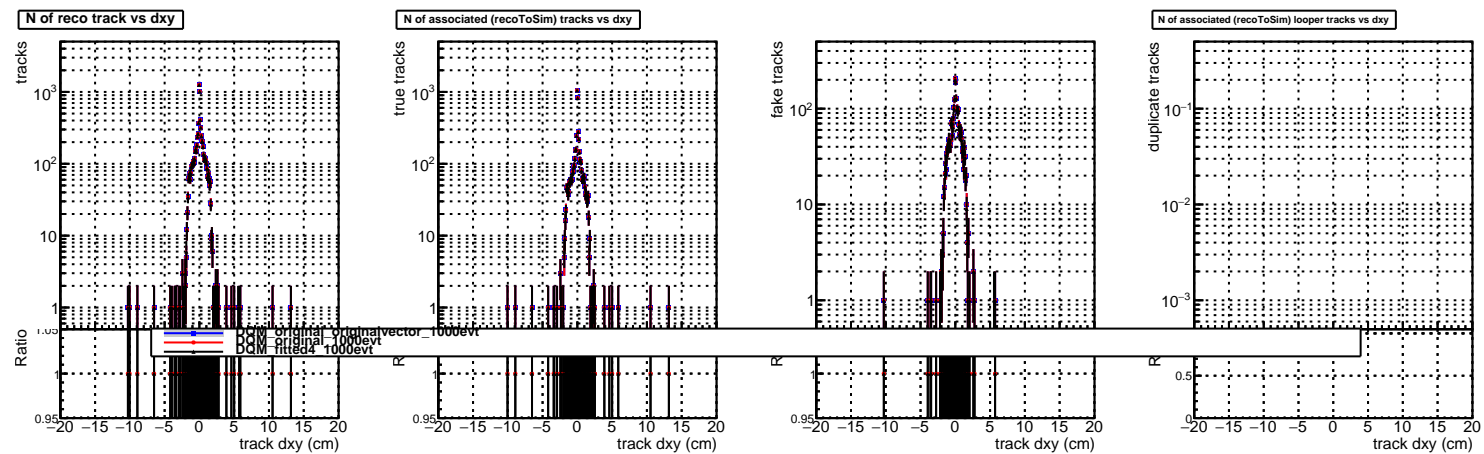 N of reco track vs dxy
tracks
10³
10²
10
1
1.05
Ratio
1
0.95
−20 −15 −10 −5 0 5 10 15 20
track dxy (cm)
N of associated (recoToSim) tracks vs dxy
true tracks
10³
10²
10
1
R
1
0.95
−20 −15 −10 −5 0 5 10 15 20
track dxy (cm)
fake tracks
10²
10
1
R
1
0.95
−20 −15 −10 −5 0 5 10 15 20
track dxy (cm)
N of associated (recoToSim) looper tracks vs dxy
duplicate tracks
10⁻¹
10⁻²
10⁻³
R
0.5
0
−20 −15 −10 −5 0 5 10 15 20
track dxy (cm)
DQM_original_originalvector_1000evt
DQM_original_1000evt
DQM_fitted4_1000evt